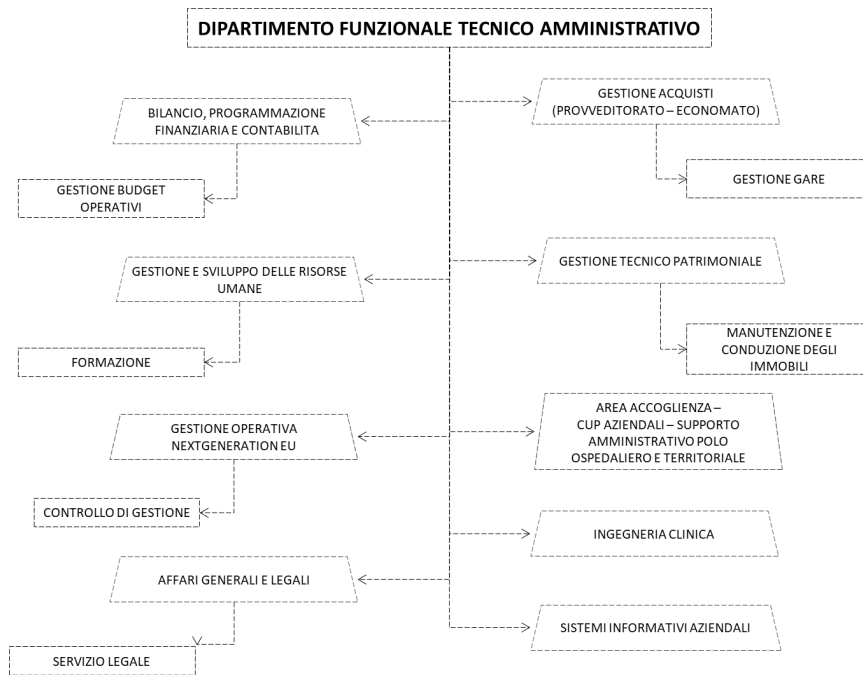 DIPARTIMENTO FUNZIONALE TECNICO AMMINISTRATIVO
BILANCIO, PROGRAMMAZIONE
FINANZIARIA E CONTABILITA
GESTIONE BUDGET
OPERATIVI
GESTIONE E SVILUPPO DELLE RISORSE
UMANE
FORMAZIONE
GESTIONE OPERATIVA
NEXTGENERATION EU
CONTROLLO DI GESTIONE
AFFARI GENERALI E LEGALI
SERVIZIO LEGALE
GESTIONE ACQUISTI
(PROVVEDITORATO – ECONOMATO)
GESTIONE GARE
GESTIONE TECNICO PATRIMONIALE
MANUTENZIONE E
CONDUZIONE DEGLI
IMMOBILI
AREA ACCOGLIENZA –
CUP AZIENDALI – SUPPORTO
AMMINISTRATIVO POLO
OSPEDALIERO E TERRITORIALE
INGEGNERIA CLINICA
SISTEMI INFORMATIVI AZIENDALI